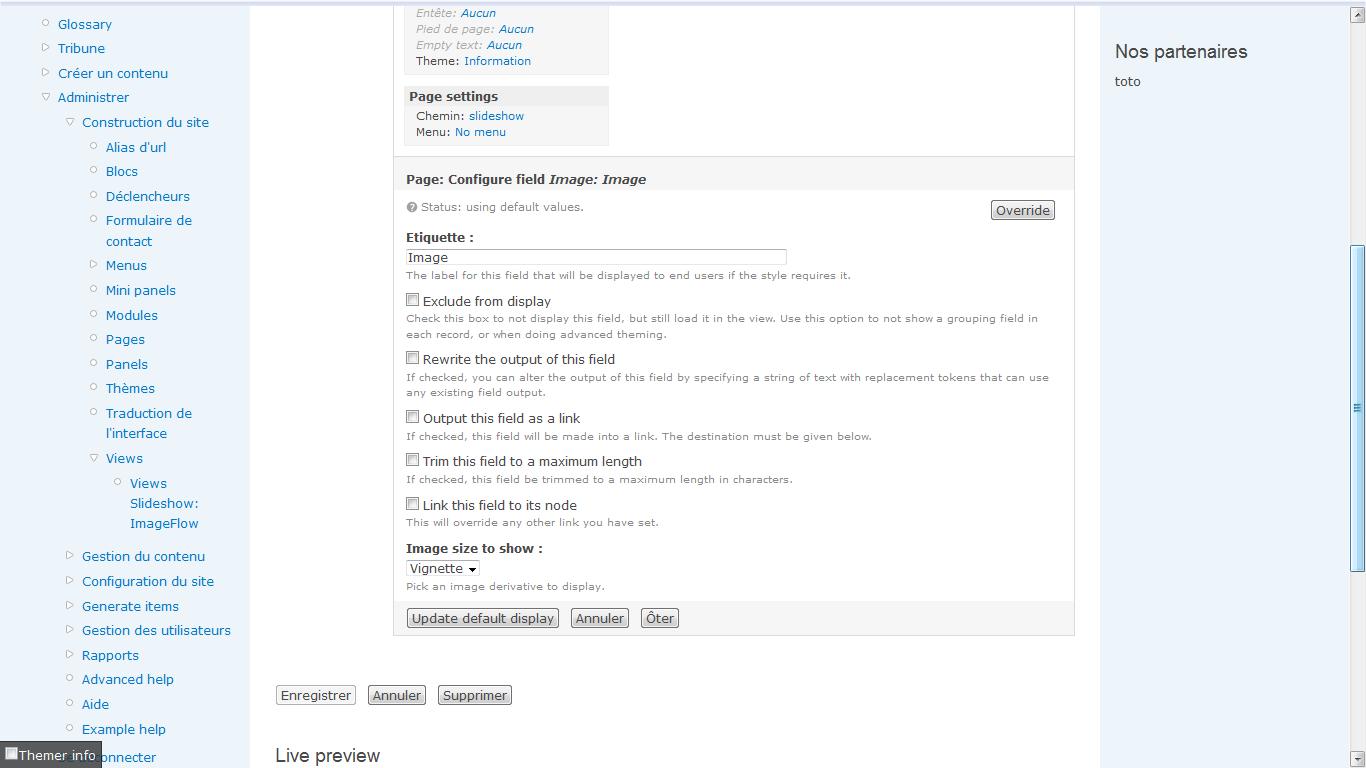 Glossary
Tribune
Créer un contenu
Administrer
Construction du site
Alias d'url
Blocs
Déclencheurs
Formulaire de
contact
Menus
Mini panels
Modules
Pages
Panels
Thèmes
Traduction de
l'interface
Views
Views
Slideshow:
ImageFlow
Gestion du contenu
Configuration du site
Generate items
Gestion des utilisateurs
Rapports
Advanced help
Aide
Example help
Themer info
connecter
Entête: Aucun
Pied de page: Aucun
Empty text: Aucun
Theme: Information
Page settings
Chemin: slideshow
Menu: No menu
Page: Configure field Image: Image
Status: using default values.
Override
Etiquette :
Image
The label for this field that will be displayed to end users if the style requires it.
Exclude from display
Check this box to not display this field, but still load it in the view. Use this option to not show a grouping field in
each record, or when doing advanced theming.
Rewrite the output of this field
If checked, you can alter the output of this field by specifying a string of text with replacement tokens that can use
any existing field output.
Output this field as a link
If checked, this field will be made into a link. The destination must be given below.
Trim this field to a maximum length
If checked, this field be trimmed to a maximum length in characters.
Link this field to its node
This will override any other link you have set.
Image size to show :
Vignette
Pick an image derivative to display.
Update default display Annuler Ôter
Enregistrer Annuler Supprimer
Live preview
Nos partenaires
toto